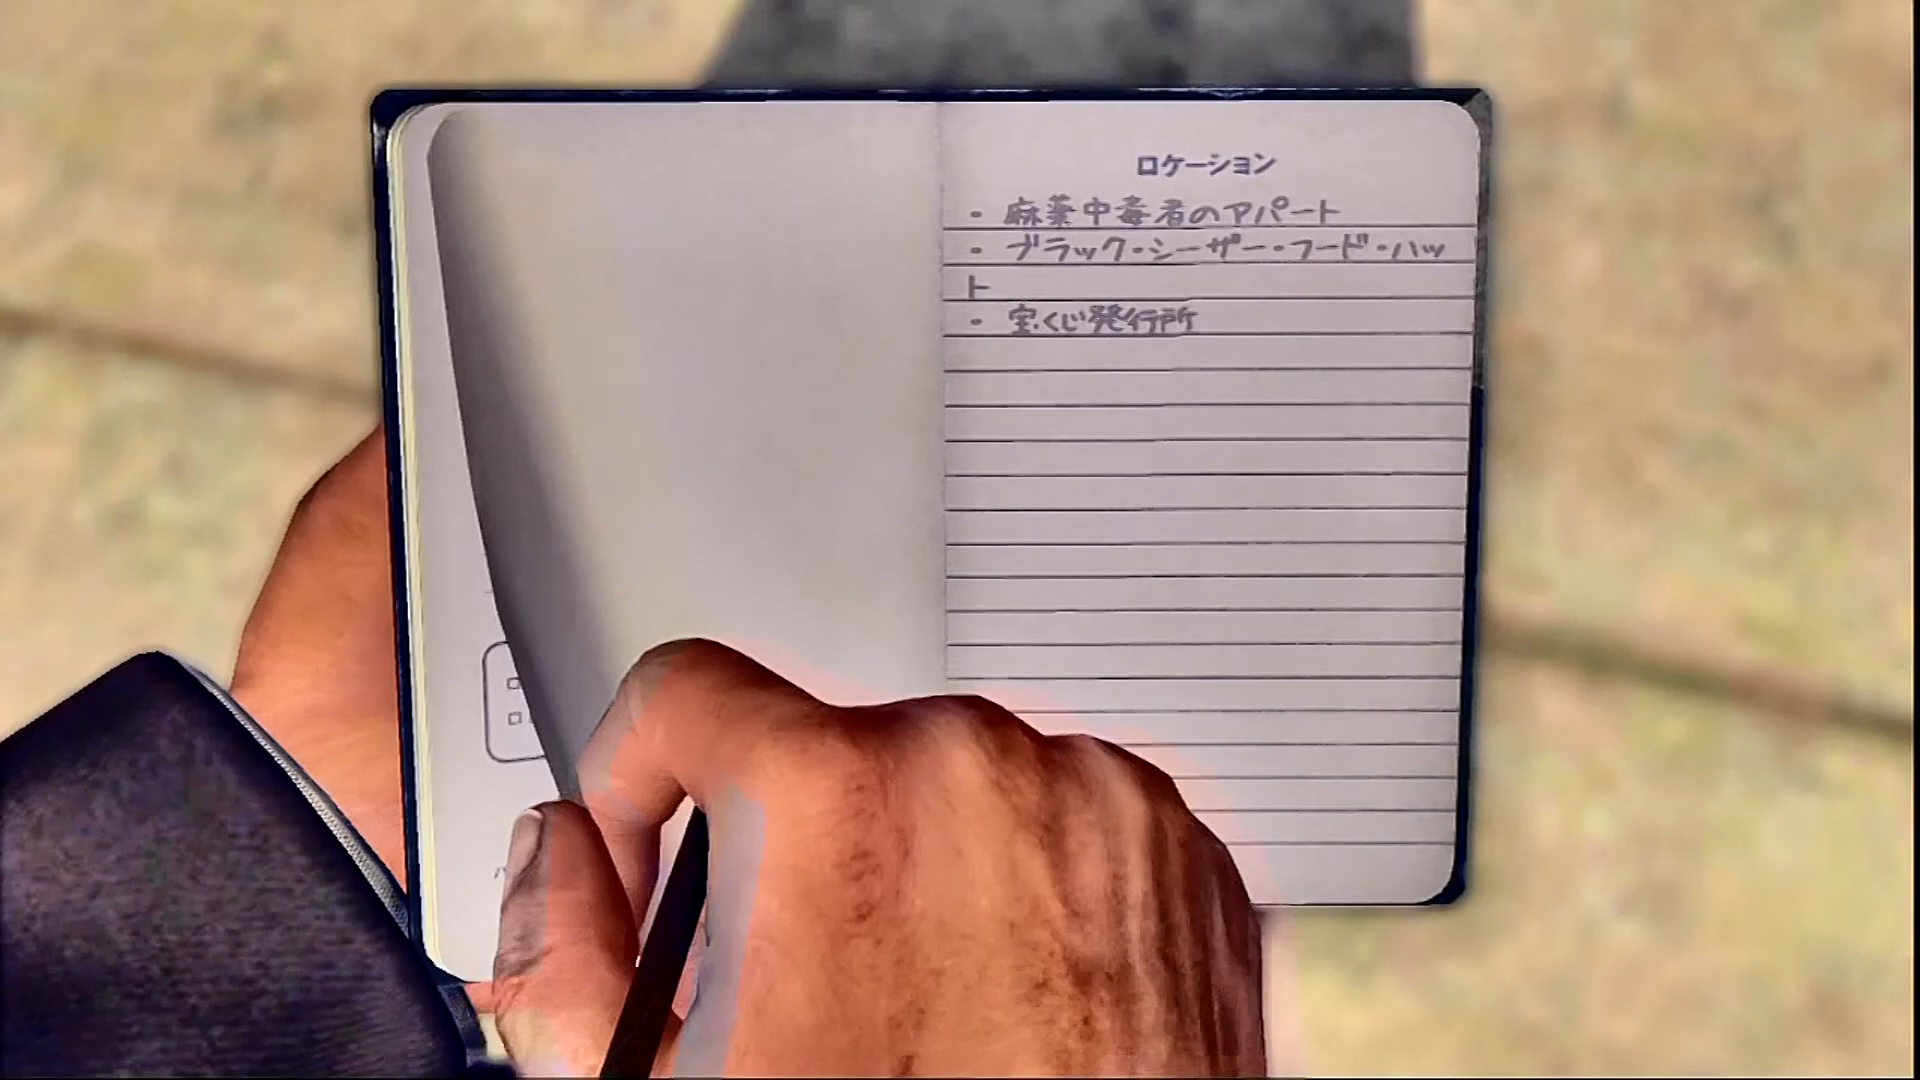 ロケーション
- 麻薬中毒者のアパート
- ブラック・シーザー・フード・ハッ
ト
- 宝くじ発行所